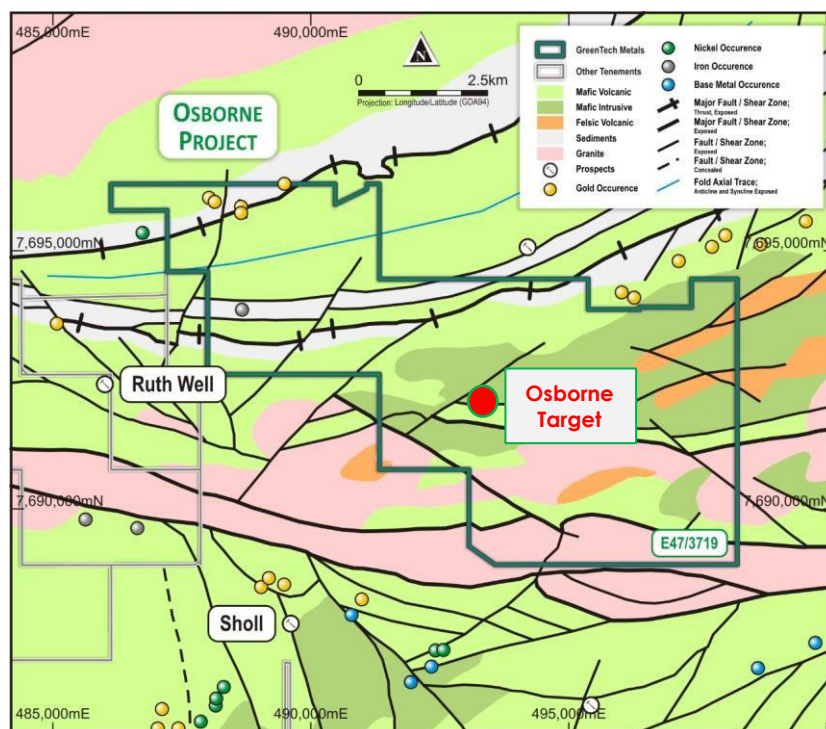 485,000mE
490,000mE
N
0 2.5km
Projection: Longitude/Latitude (GDA94)
GreenTech Metals
Other Tenements
Mafic Volcanic
Mafic Intrusive
Felsic Volcanic
Sediments
Granite
Prospects
Gold Occurence
Nickel Occurence
Iron Occurence
Base Metal Occurence
Major Fault / Shear Zone;
Thrust, Exposed
Major Fault / Shear Zone;
Exposed
Fault / Shear Zone;
Exposed
Fault / Shear Zone;
Concealed
Fold Axial Trace;
Anticline and Syncline Exposed
OSBORNE
PROJECT
7,695,000mN
7,695,000mN
Ruth Well
Osborne
Target
7,690,000mN
7,690,000mN
E47/3719
Sholl
485,000mE
490,000mE
495,000mE